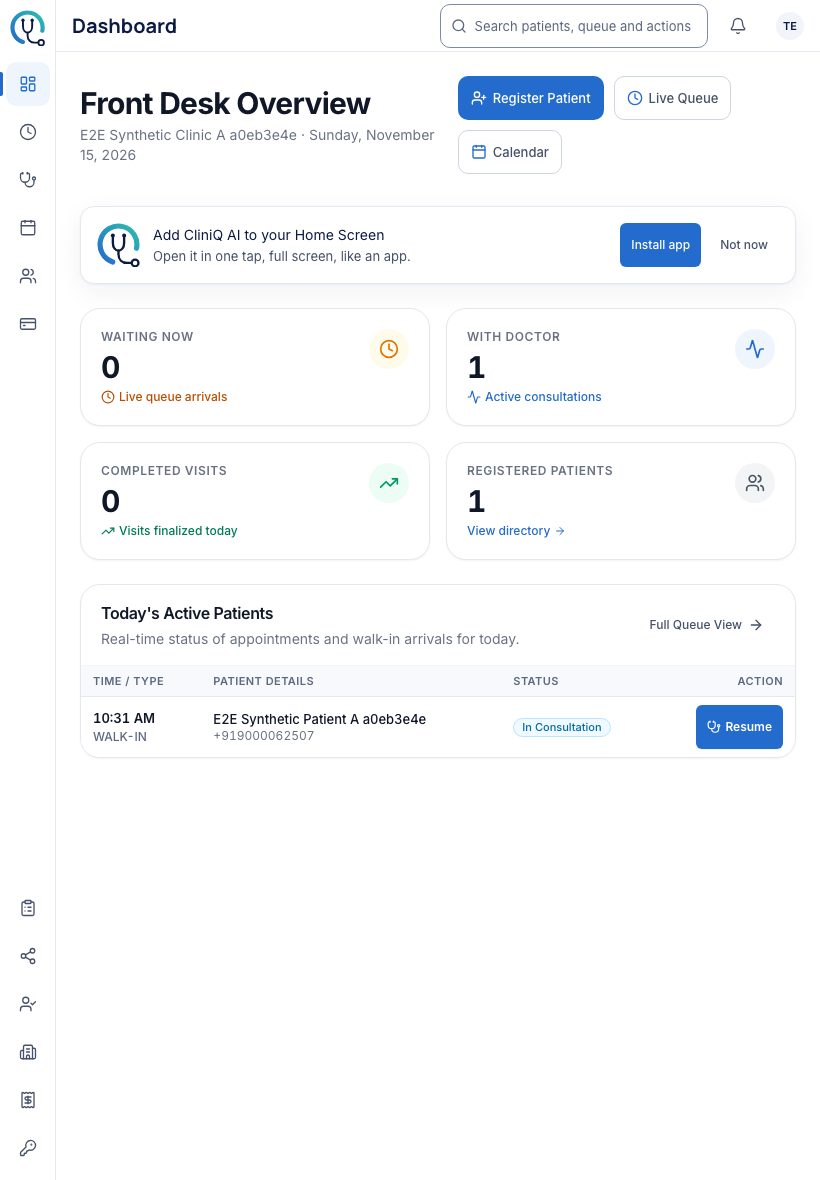 Dashboard
Search patients, queue and actions
TE
Front Desk Overview
E2E Synthetic Clinic A a0eb3e4e · Sunday, November
15, 2026
Register Patient
Live Queue
Calendar
Add CliniQ AI to your Home Screen
Open it in one tap, full screen, like an app.
Install app
Not now
WAITING NOW
0
Live queue arrivals
WITH DOCTOR
1
Active consultations
COMPLETED VISITS
0
Visits finalized today
REGISTERED PATIENTS
1
View directory
Today's Active Patients
Real-time status of appointments and walk-in arrivals for today.
Full Queue View
TIME / TYPE PATIENT DETAILS STATUS ACTION
10:31 AM
WALK-IN
E2E Synthetic Patient A a0eb3e4e
+919000062507
In Consultation
Resume